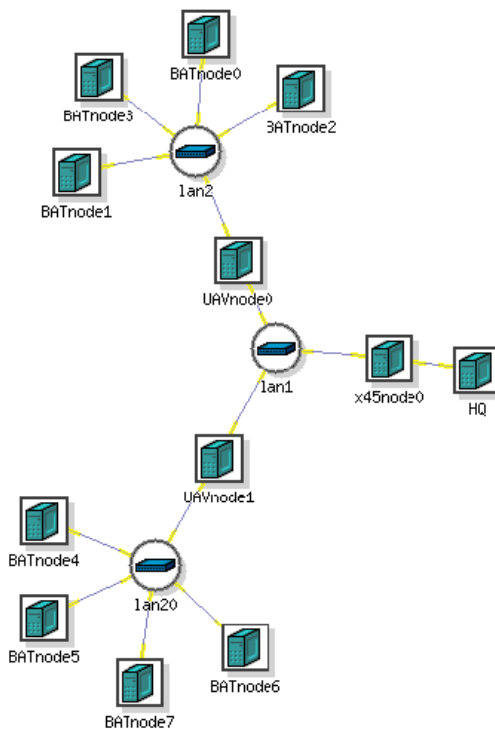 BATnode0
BATnode3
BATnode2
BATnode1
lan2
UAVnode0
lan1
x45node0
HQ
UAVnode1
BATnode4
lan20
BATnode5
BATnode6
BATnode7